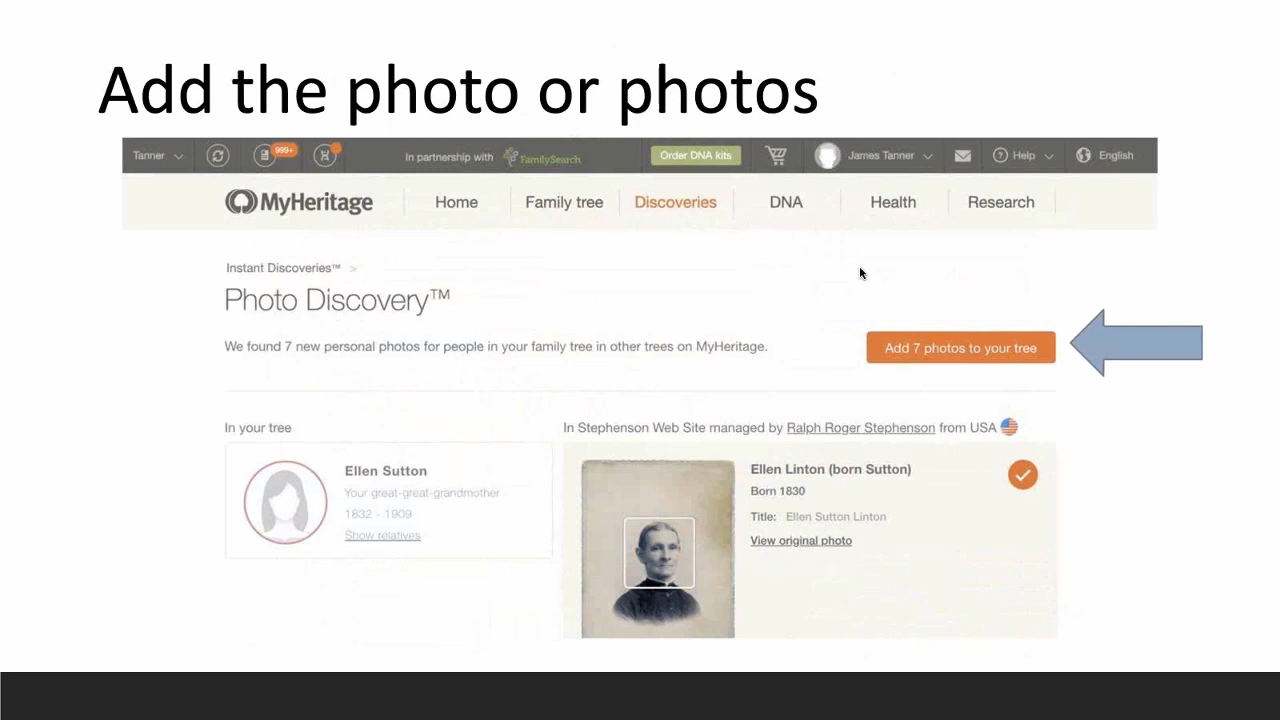 Add the photo or photos
Tanner 999+ In partnership with FamilySearch Order DNA kits James Tanner ? Help English
MyHeritage Home Family tree Discoveries DNA Health Research
Instant Discoveries™ >
Photo Discovery™
We found 7 new personal photos for people in your family tree in other trees on MyHeritage. Add 7 photos to your tree
In your tree
Ellen Sutton
Your great-great-grandmother
1832 - 1909
Show relatives
In Stephenson Web Site managed by Ralph Roger Stephenson from USA
Ellen Linton (born Sutton)
Born 1830
Title: Ellen Sutton Linton
View original photo